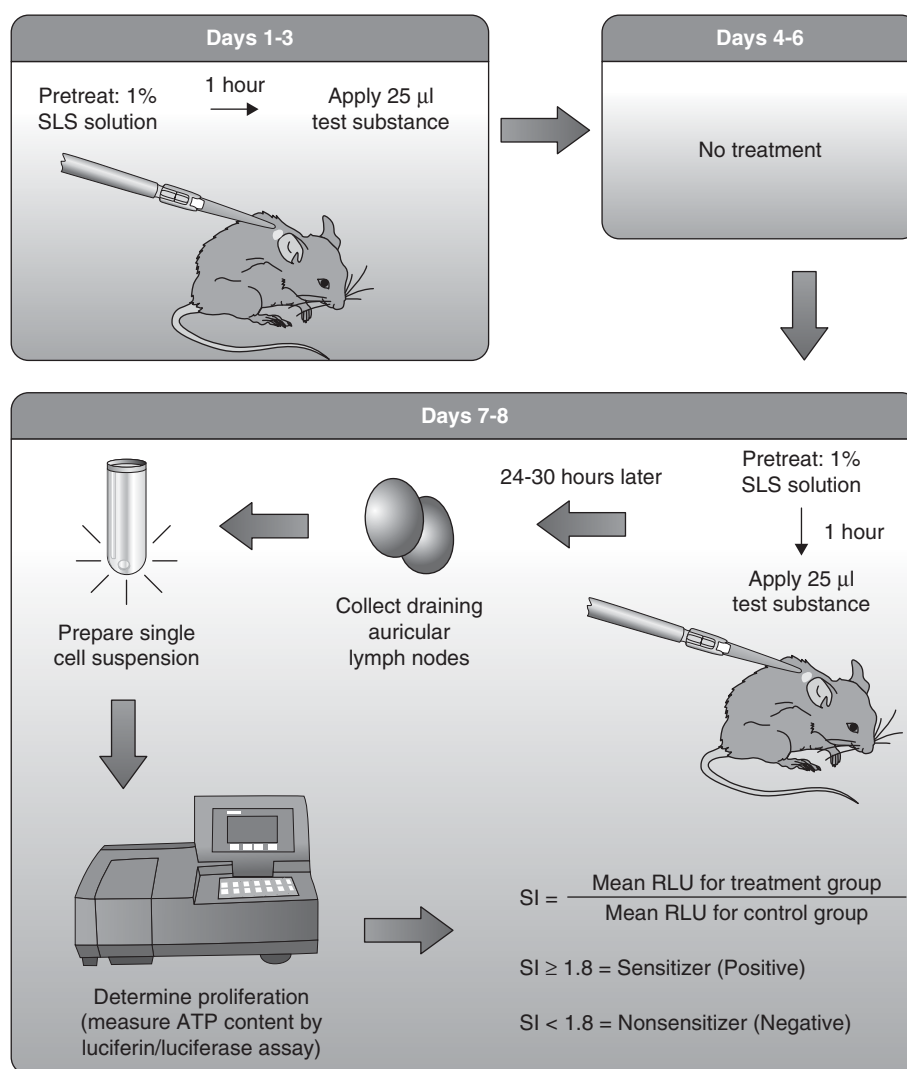 Days 1-3
Pretreat: 1%
SLS solution
1 hour
Apply 25 µl
test substance
Days 4-6
No treatment
Days 7-8
Pretreat: 1%
SLS solution
1 hour
Apply 25 µl
test substance
24-30 hours later
Collect draining
auricular
lymph nodes
Prepare single
cell suspension
Determine proliferation
(measure ATP content by
luciferin/luciferase assay)
SI = Mean RLU for treatment group
Mean RLU for control group
SI ≥ 1.8 = Sensitizer (Positive)
SI < 1.8 = Nonsensitizer (Negative)